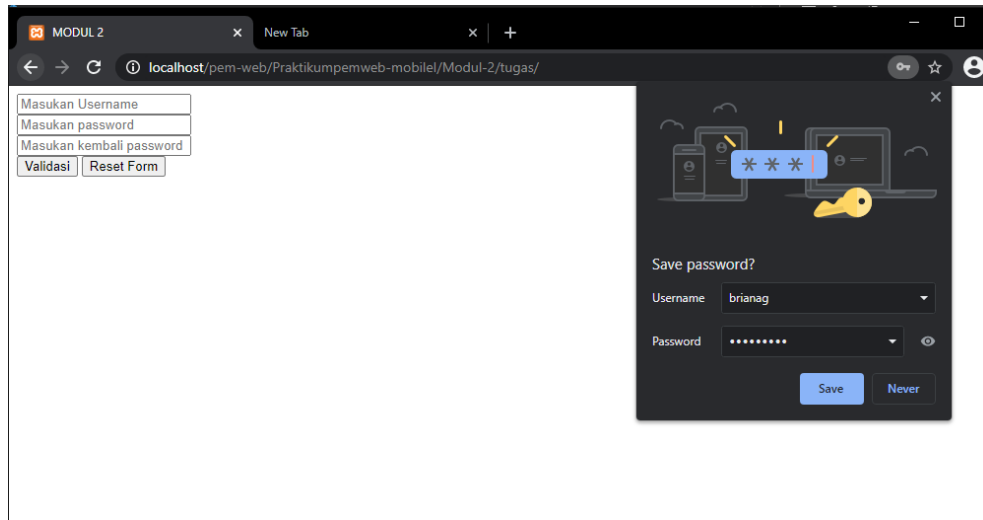 MODUL 2
New Tab
localhost/pem-web/Praktikumpemweb-mobilel/Modul-2/tugas/
Masukan Username
Masukan password
Masukan kembali password
Validasi Reset Form
***
Save password?
Username brianag
Password •••••••••
Save Never